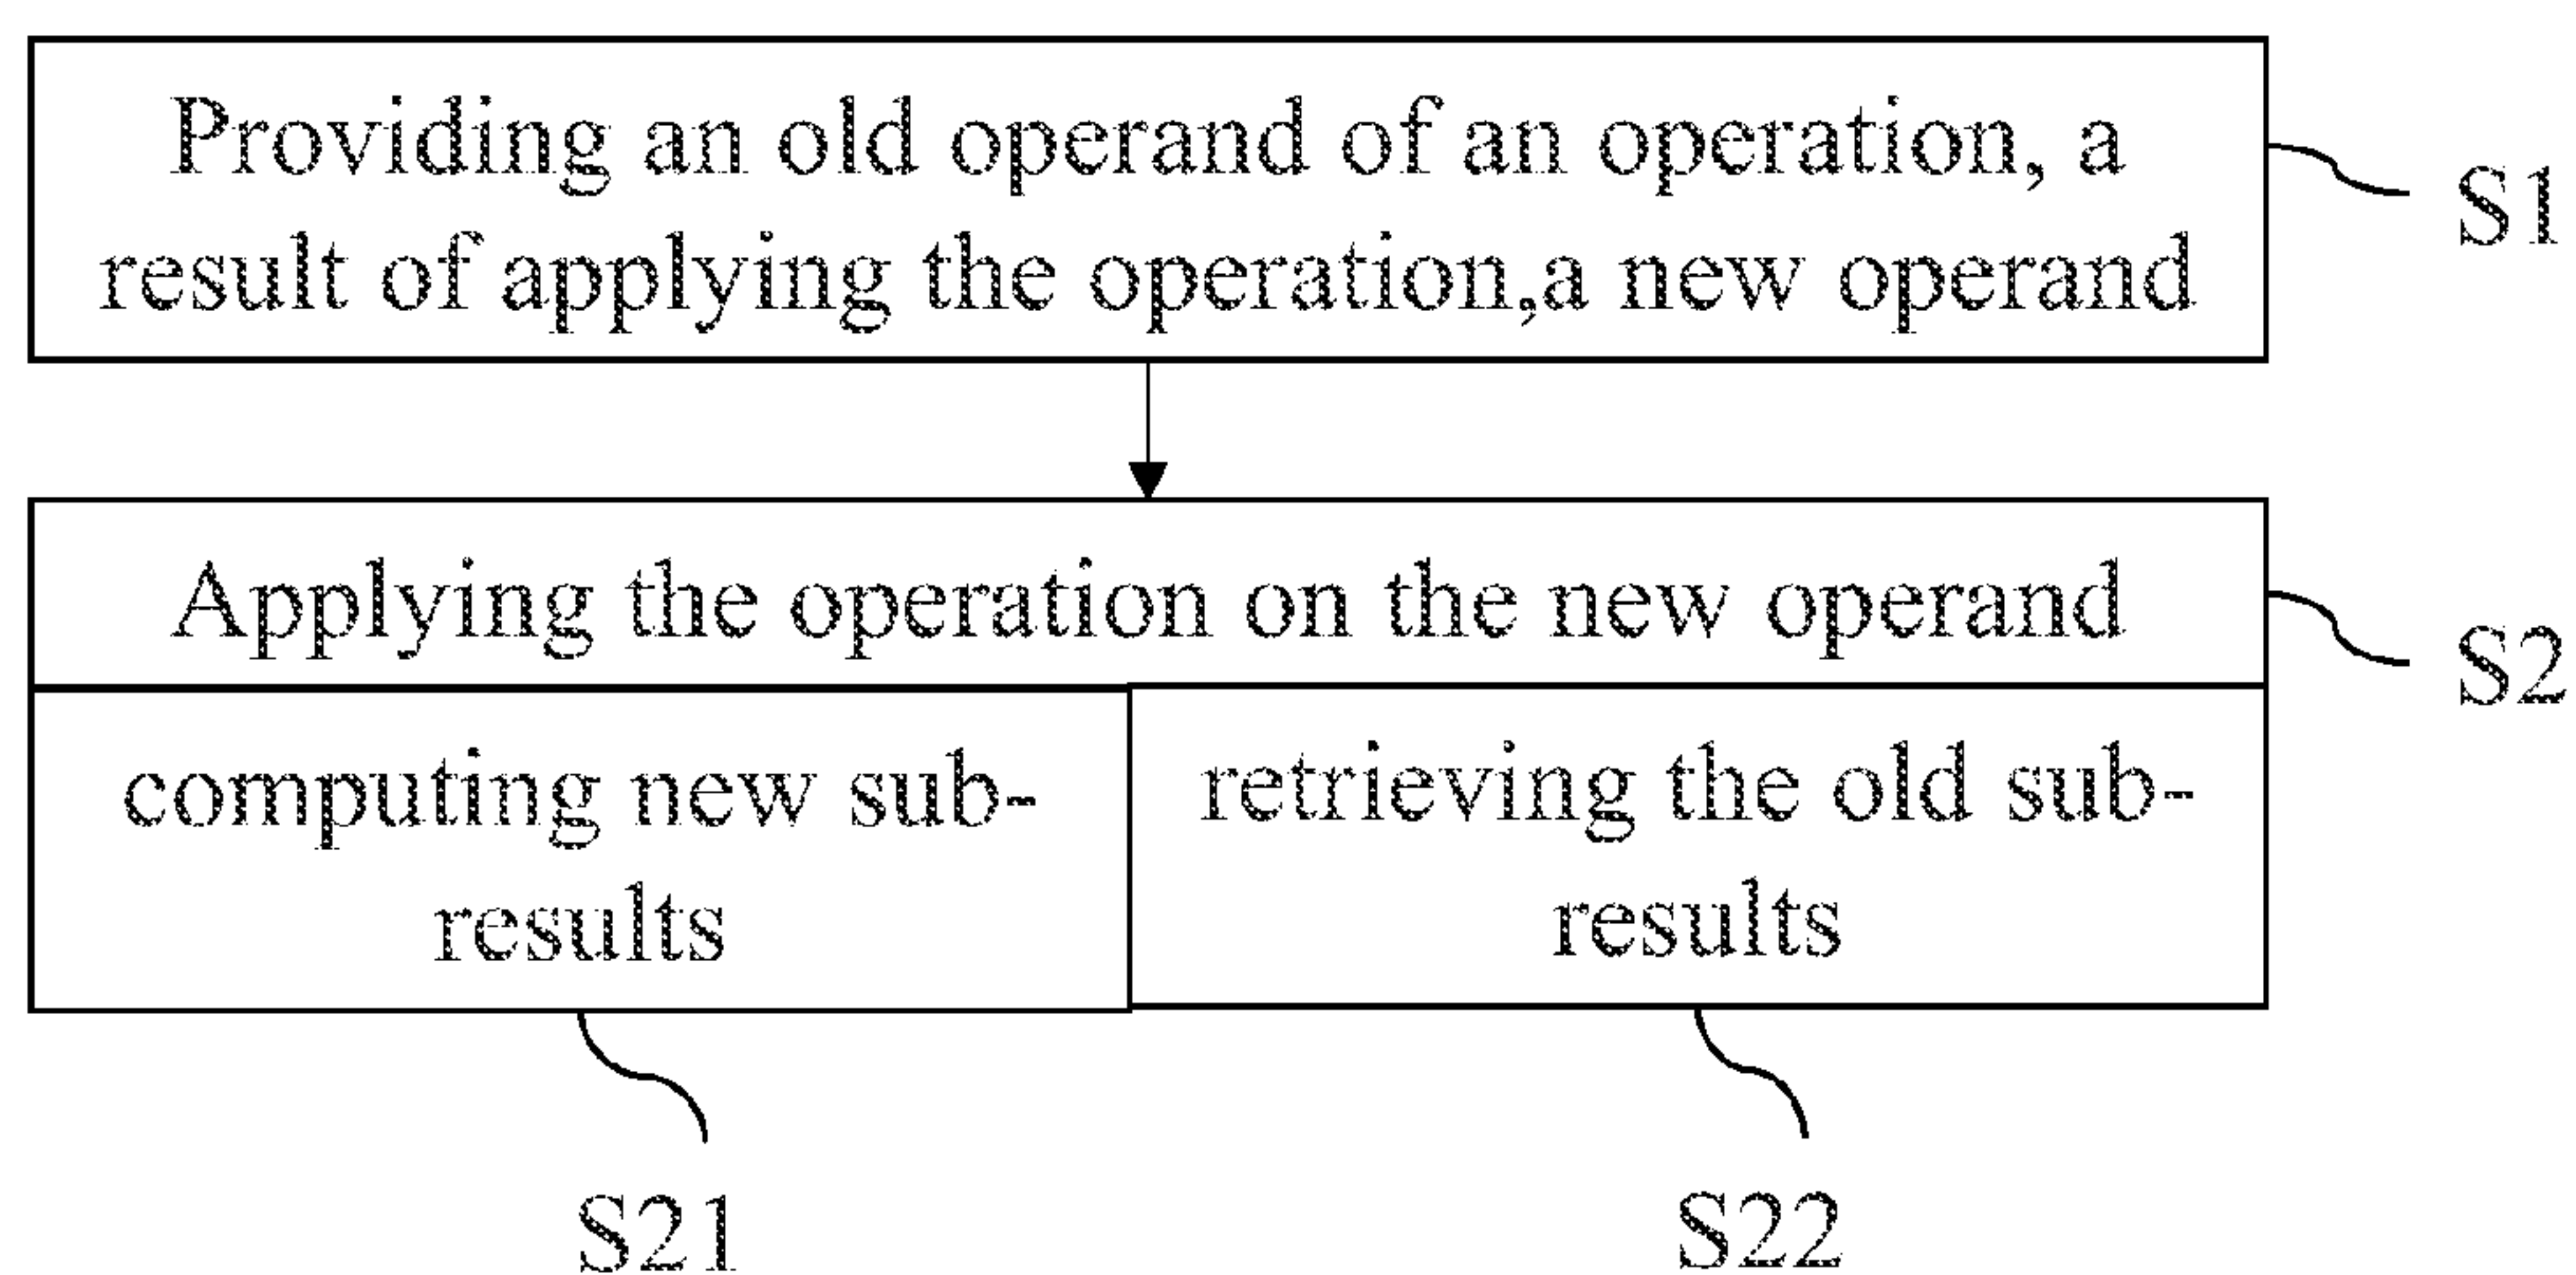 Providing an old operand of an operation, a
result of applying the operation,a new operand
S1
Applying the operation on the new operand
S2
computing new sub-
results
retrieving the old sub-
results
S21
S22